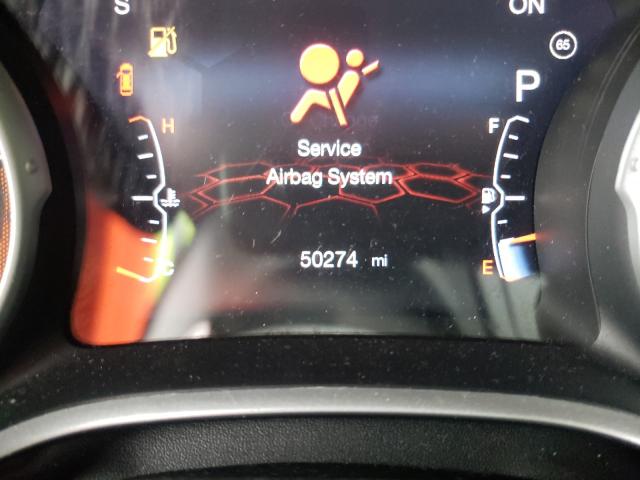 S
ON
65
P
H
F
Service
Airbag System
50274 mi
C
E